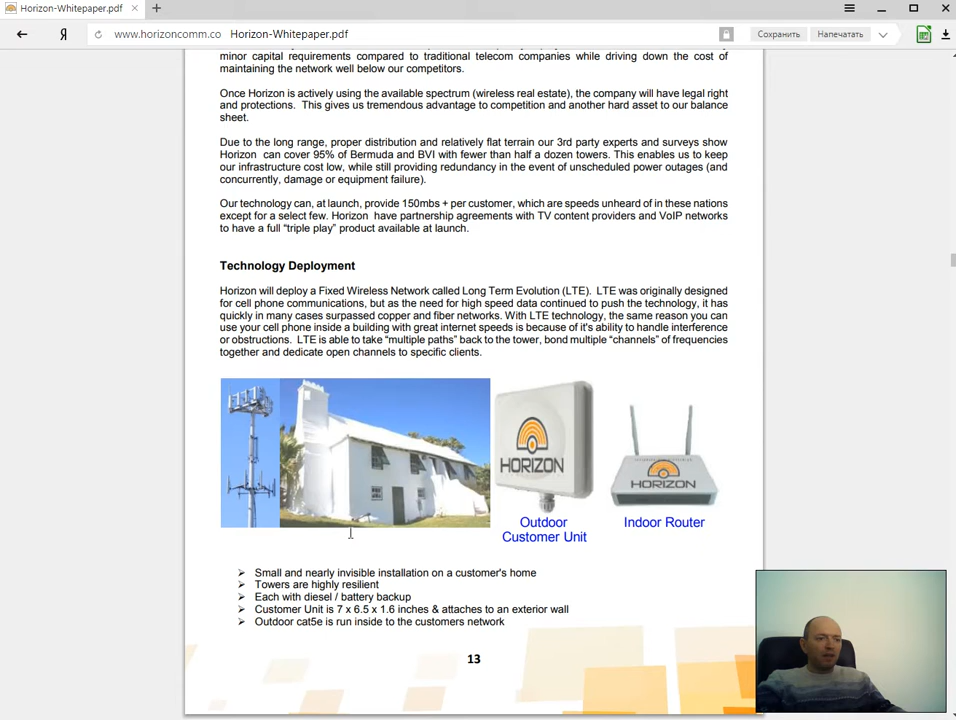 Horizon-Whitepaper.pdf
Я
www.horizoncomm.co Horizon-Whitepaper.pdf
Сохранить
Напечатать
minor capital requirements compared to traditional telecom companies while driving down the cost of
maintaining the network well below our competitors.
Once Horizon is actively using the available spectrum (wireless real estate), the company will have legal right
and protections. This gives us tremendous advantage to competition and another hard asset to our balance
sheet.
Due to the long range, proper distribution and relatively flat terrain our 3rd party experts and surveys show
Horizon can cover 95% of Bermuda and BVI with fewer than half a dozen towers. This enables us to keep
our infrastructure cost low, while still providing redundancy in the event of unscheduled power outages (and
concurrently, damage or equipment failure).
Our technology can, at launch, provide 150mbs + per customer, which are speeds unheard of in these nations
except for a select few. Horizon have partnership agreements with TV content providers and VoIP networks
to have a full “triple play” product available at launch.
Technology Deployment
Horizon will deploy a Fixed Wireless Network called Long Term Evolution (LTE). LTE was originally designed
for cell phone communications, but as the need for high speed data continued to push the technology, it has
quickly in many cases surpassed copper and fiber networks. With LTE technology, the same reason you can
use your cell phone inside a building with great internet speeds is because of it's ability to handle interference
or obstructions. LTE is able to take “multiple paths” back to the tower, bond multiple “channels” of frequencies
together and dedicate open channels to specific clients.
HORIZON
HORIZON
Outdoor
Customer Unit
Indoor Router
Small and nearly invisible installation on a customer's home
Towers are highly resilient
Each with diesel / battery backup
Customer Unit is 7 x 6.5 x 1.6 inches & attaches to an exterior wall
Outdoor cat5e is run inside to the customers network
13